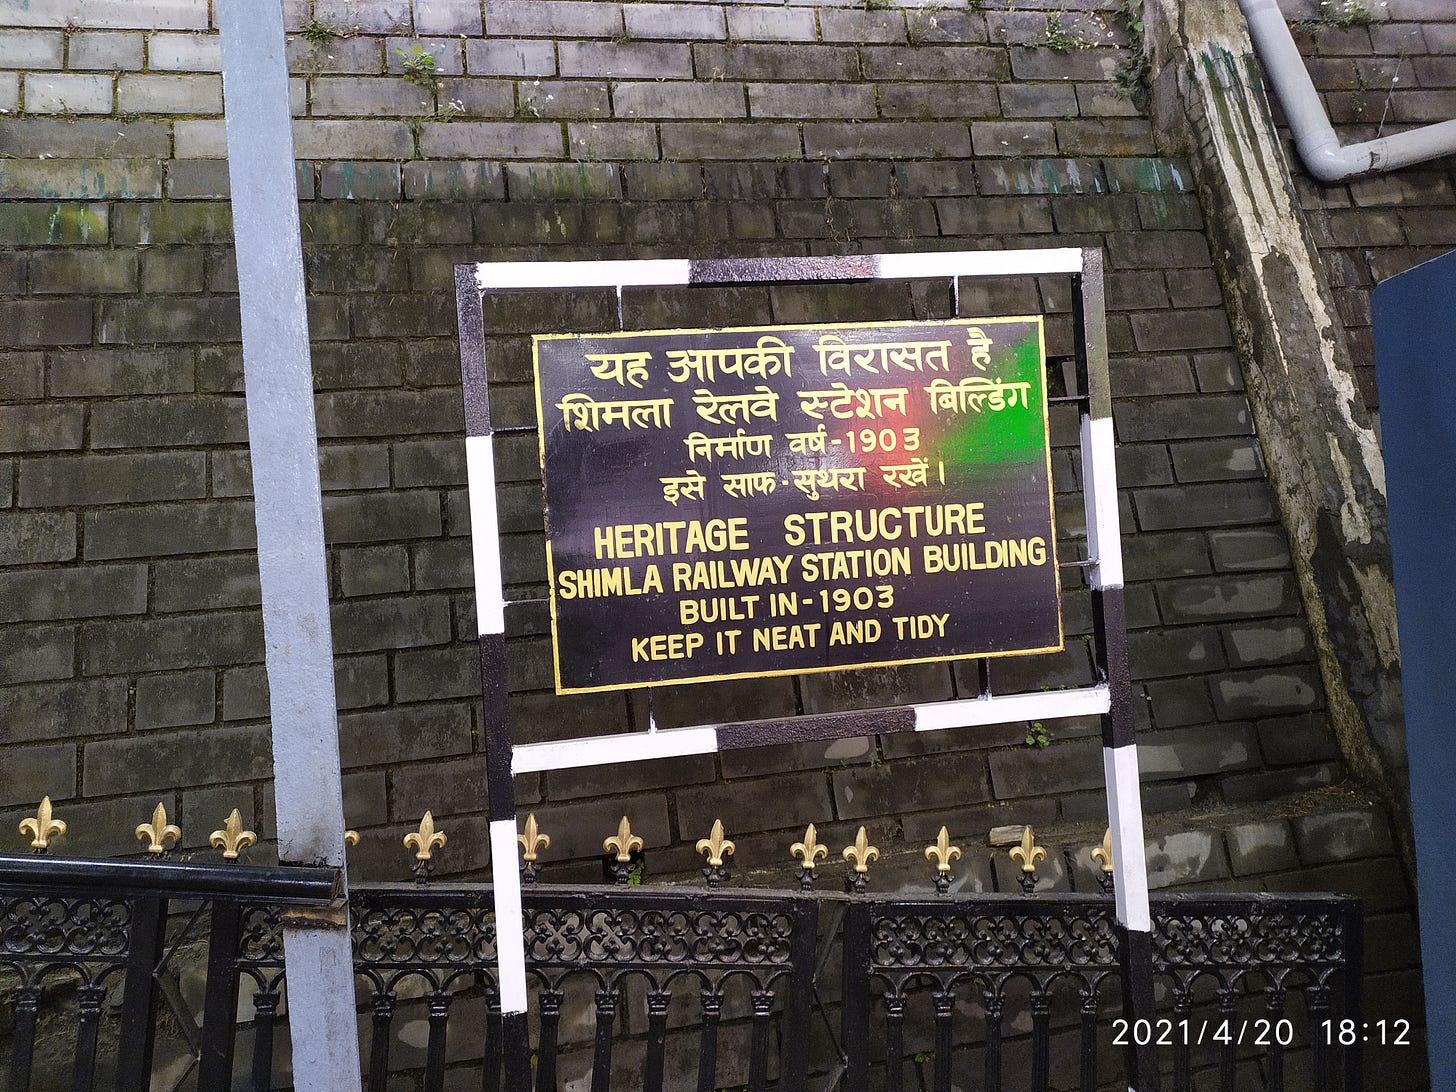 यह आपकी विरासत है
शिमला रेलवे स्टेशन बिल्डिंग
निर्माण वर्ष-1903
इसे साफ-सुथरा रखें।
HERITAGE STRUCTURE
SHIMLA RAILWAY STATION BUILDING
BUILT IN-1903
KEEP IT NEAT AND TIDY
2021/4/20 18:12